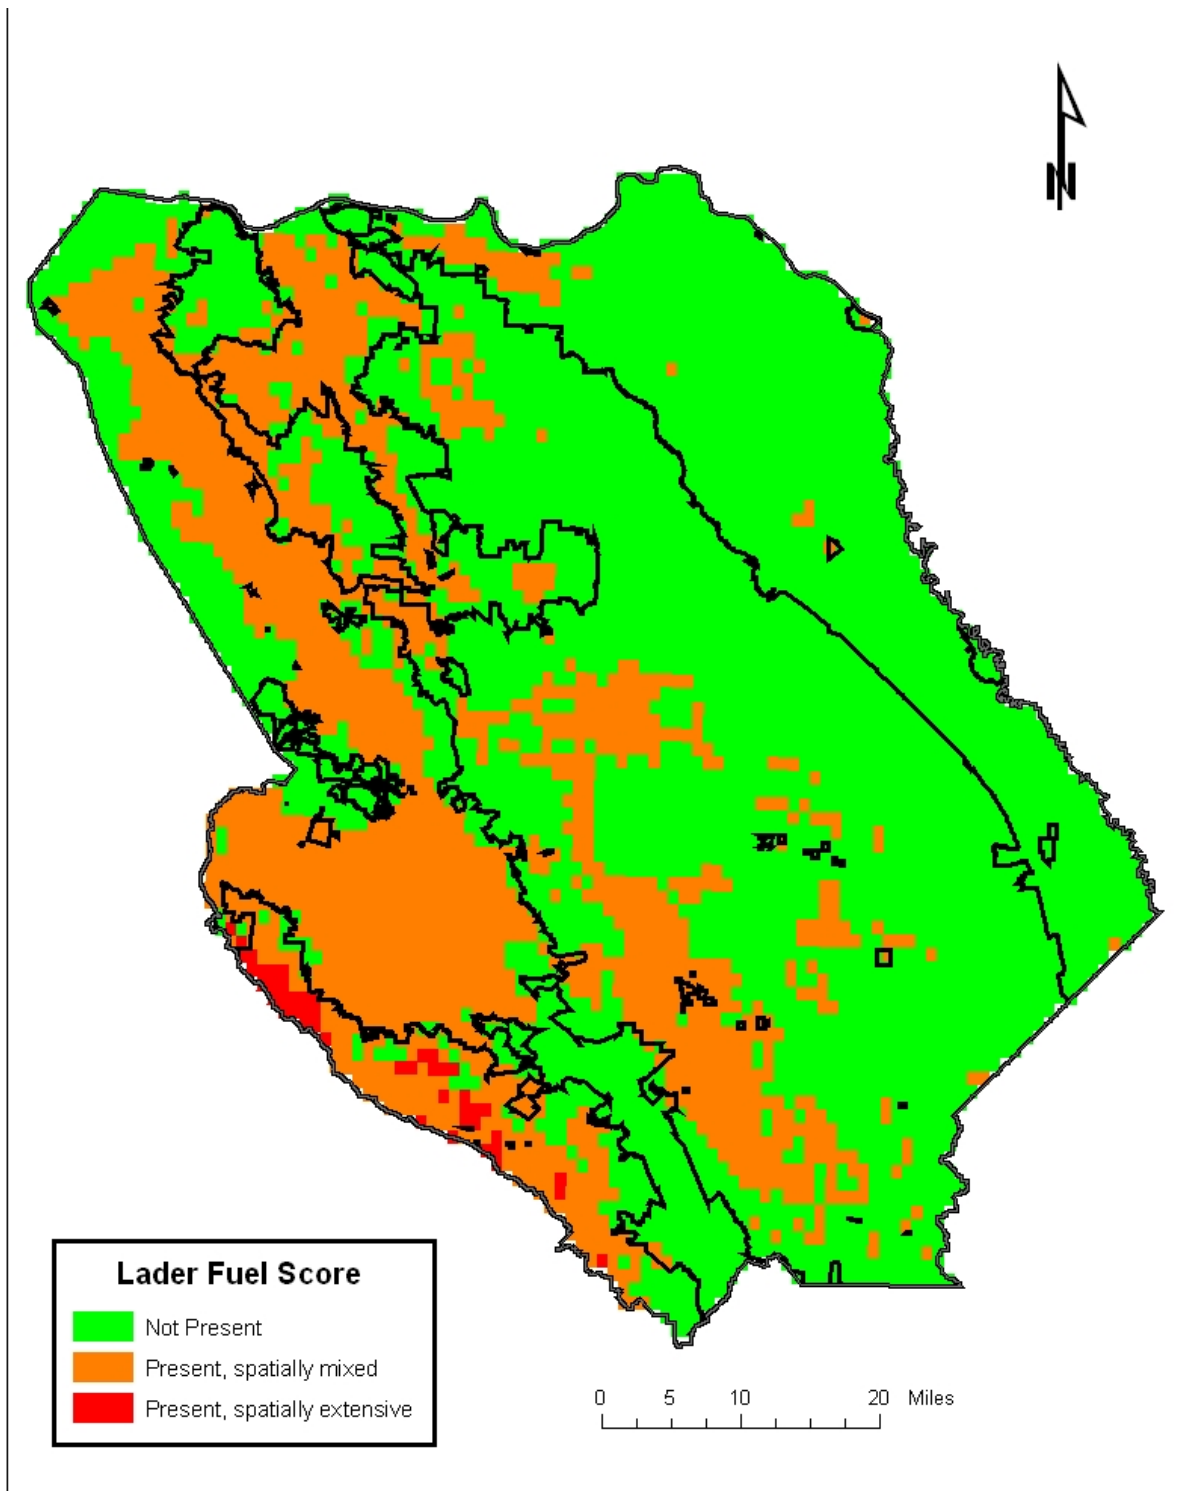 N
Lader Fuel Score
Not Present
Present, spatially mixed
Present, spatially extensive
0 5 10 20 Miles